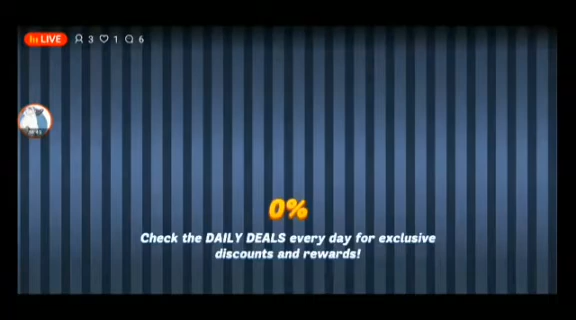 LIVE 3 1 6
0%
Check the DAILY DEALS every day for exclusive
discounts and rewards!